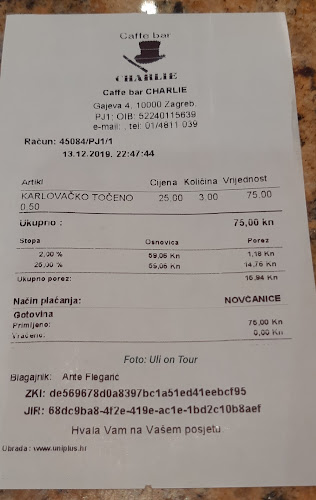 Caffe bar
CHARLIE
Caffe bar CHARLIE
Gajeva 4, 10000 Zagreb
PJ1: OIB: 52240115639
e-mail: , tel: 01/4811 039
Račun: 45084/PJ1/1
13.12.2019. 22:47:44
Artikl Cijena Količina Vrijednost
KARLOVAČKO TOČENO 25,00 3,00 75,00
0,50
Ukupno : 75,00 kn
Stopa Osnovica Porez
2,00 % 59,06 Kn 1,18 Kn
25,00 % 59,06 Kn 14,76 Kn
Ukupno porez: 15,94 Kn
Način plaćanja: NOVČANICE
Gotovina
Primljeno: 75,00 Kn
Vraćeno: 0,00 Kn
Foto: Uli on Tour
Blagajnik: Ante Flegaric
ZKI: de569678d0a8397bc1a51ed41eebcf95
JIR: 68dc9ba8-4f2e-419e-ac1e-1bd2c10b8aef
Hvala Vam na Vašem posjetu
Obrada : www.uniplus.hr